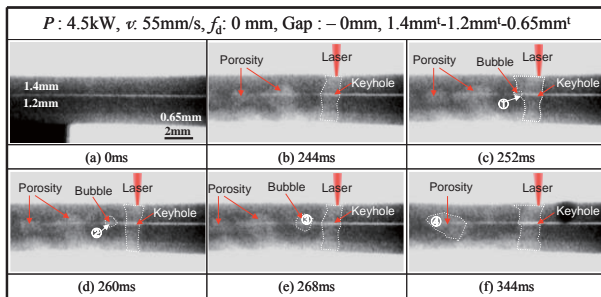 P : 4.5kW, v: 55mm/s, fd: 0 mm, Gap : – 0mm, 1.4mmᵗ-1.2mmᵗ-0.65mmᵗ
1.4mm
1.2mm
0.65mm
2mm
(a) 0ms
Laser
Porosity
Keyhole
(b) 244ms
Laser
Porosity
Bubble
Keyhole
①
(c) 252ms
Porosity
Bubble
Laser
Keyhole
②
(d) 260ms
Porosity
Bubble
Laser
Keyhole
③
(e) 268ms
Porosity
Laser
Keyhole
④
(f) 344ms